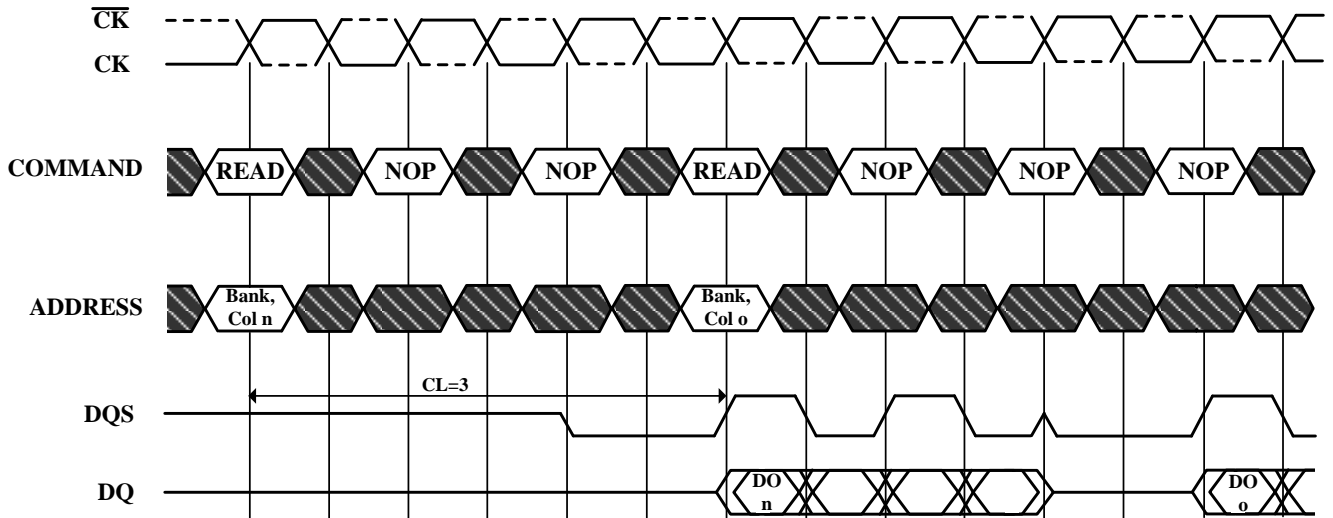 CK
CK
COMMAND
READ NOP NOP READ NOP NOP NOP
ADDRESS
Bank,
Col n
Bank,
Col o
CL=3
DQS
DQ
DO
n
DO
o